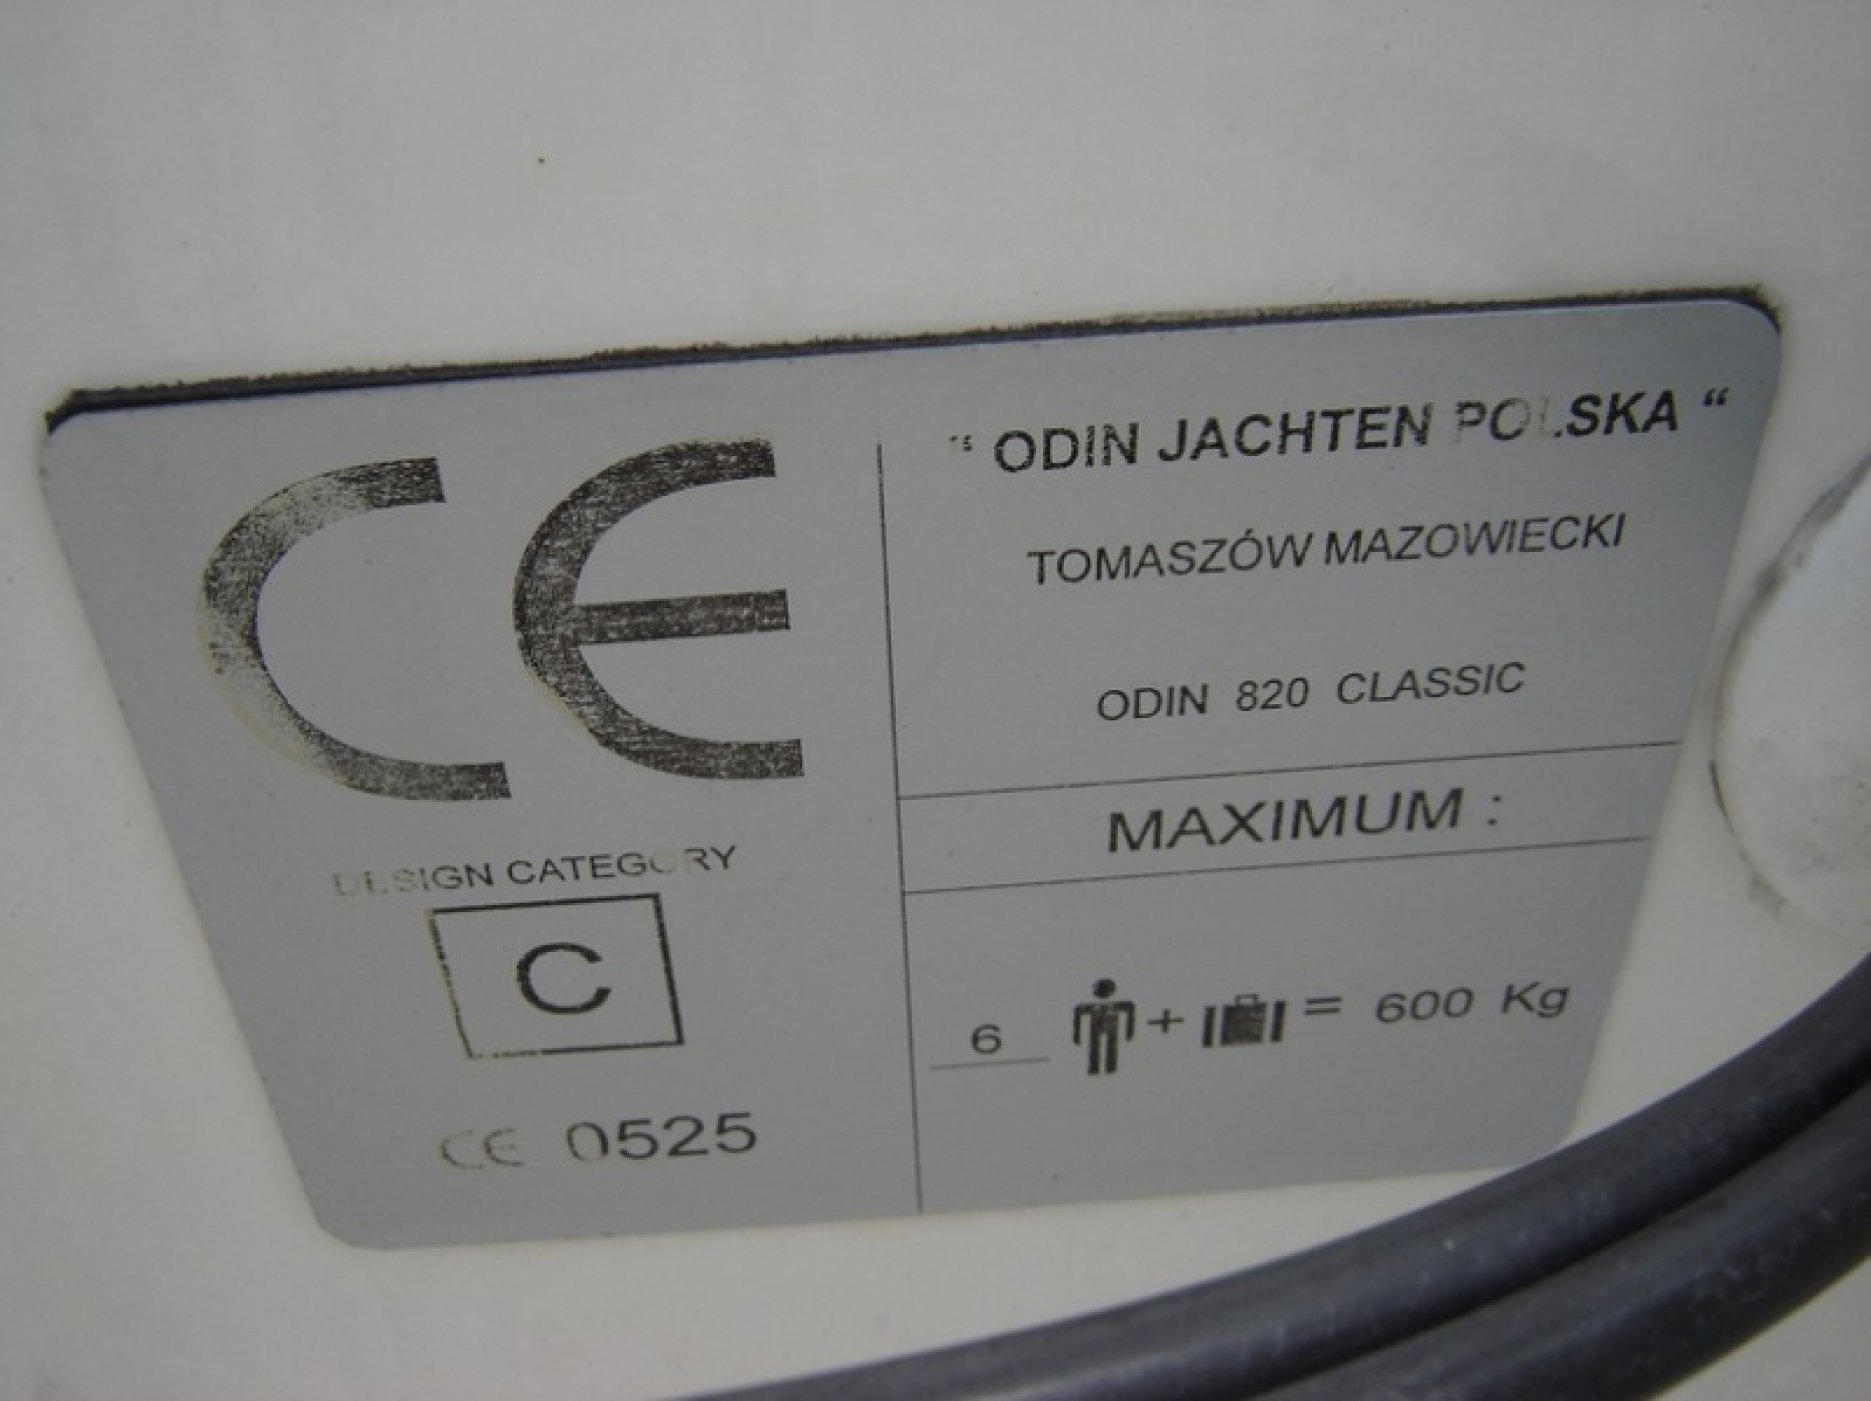 CE
DESIGN CATEGORY
C
CE 0525
" ODIN JACHTEN POLSKA "
TOMASZÓW MAZOWIECKI
ODIN 820 CLASSIC
MAXIMUM :
6 + = 600 Kg